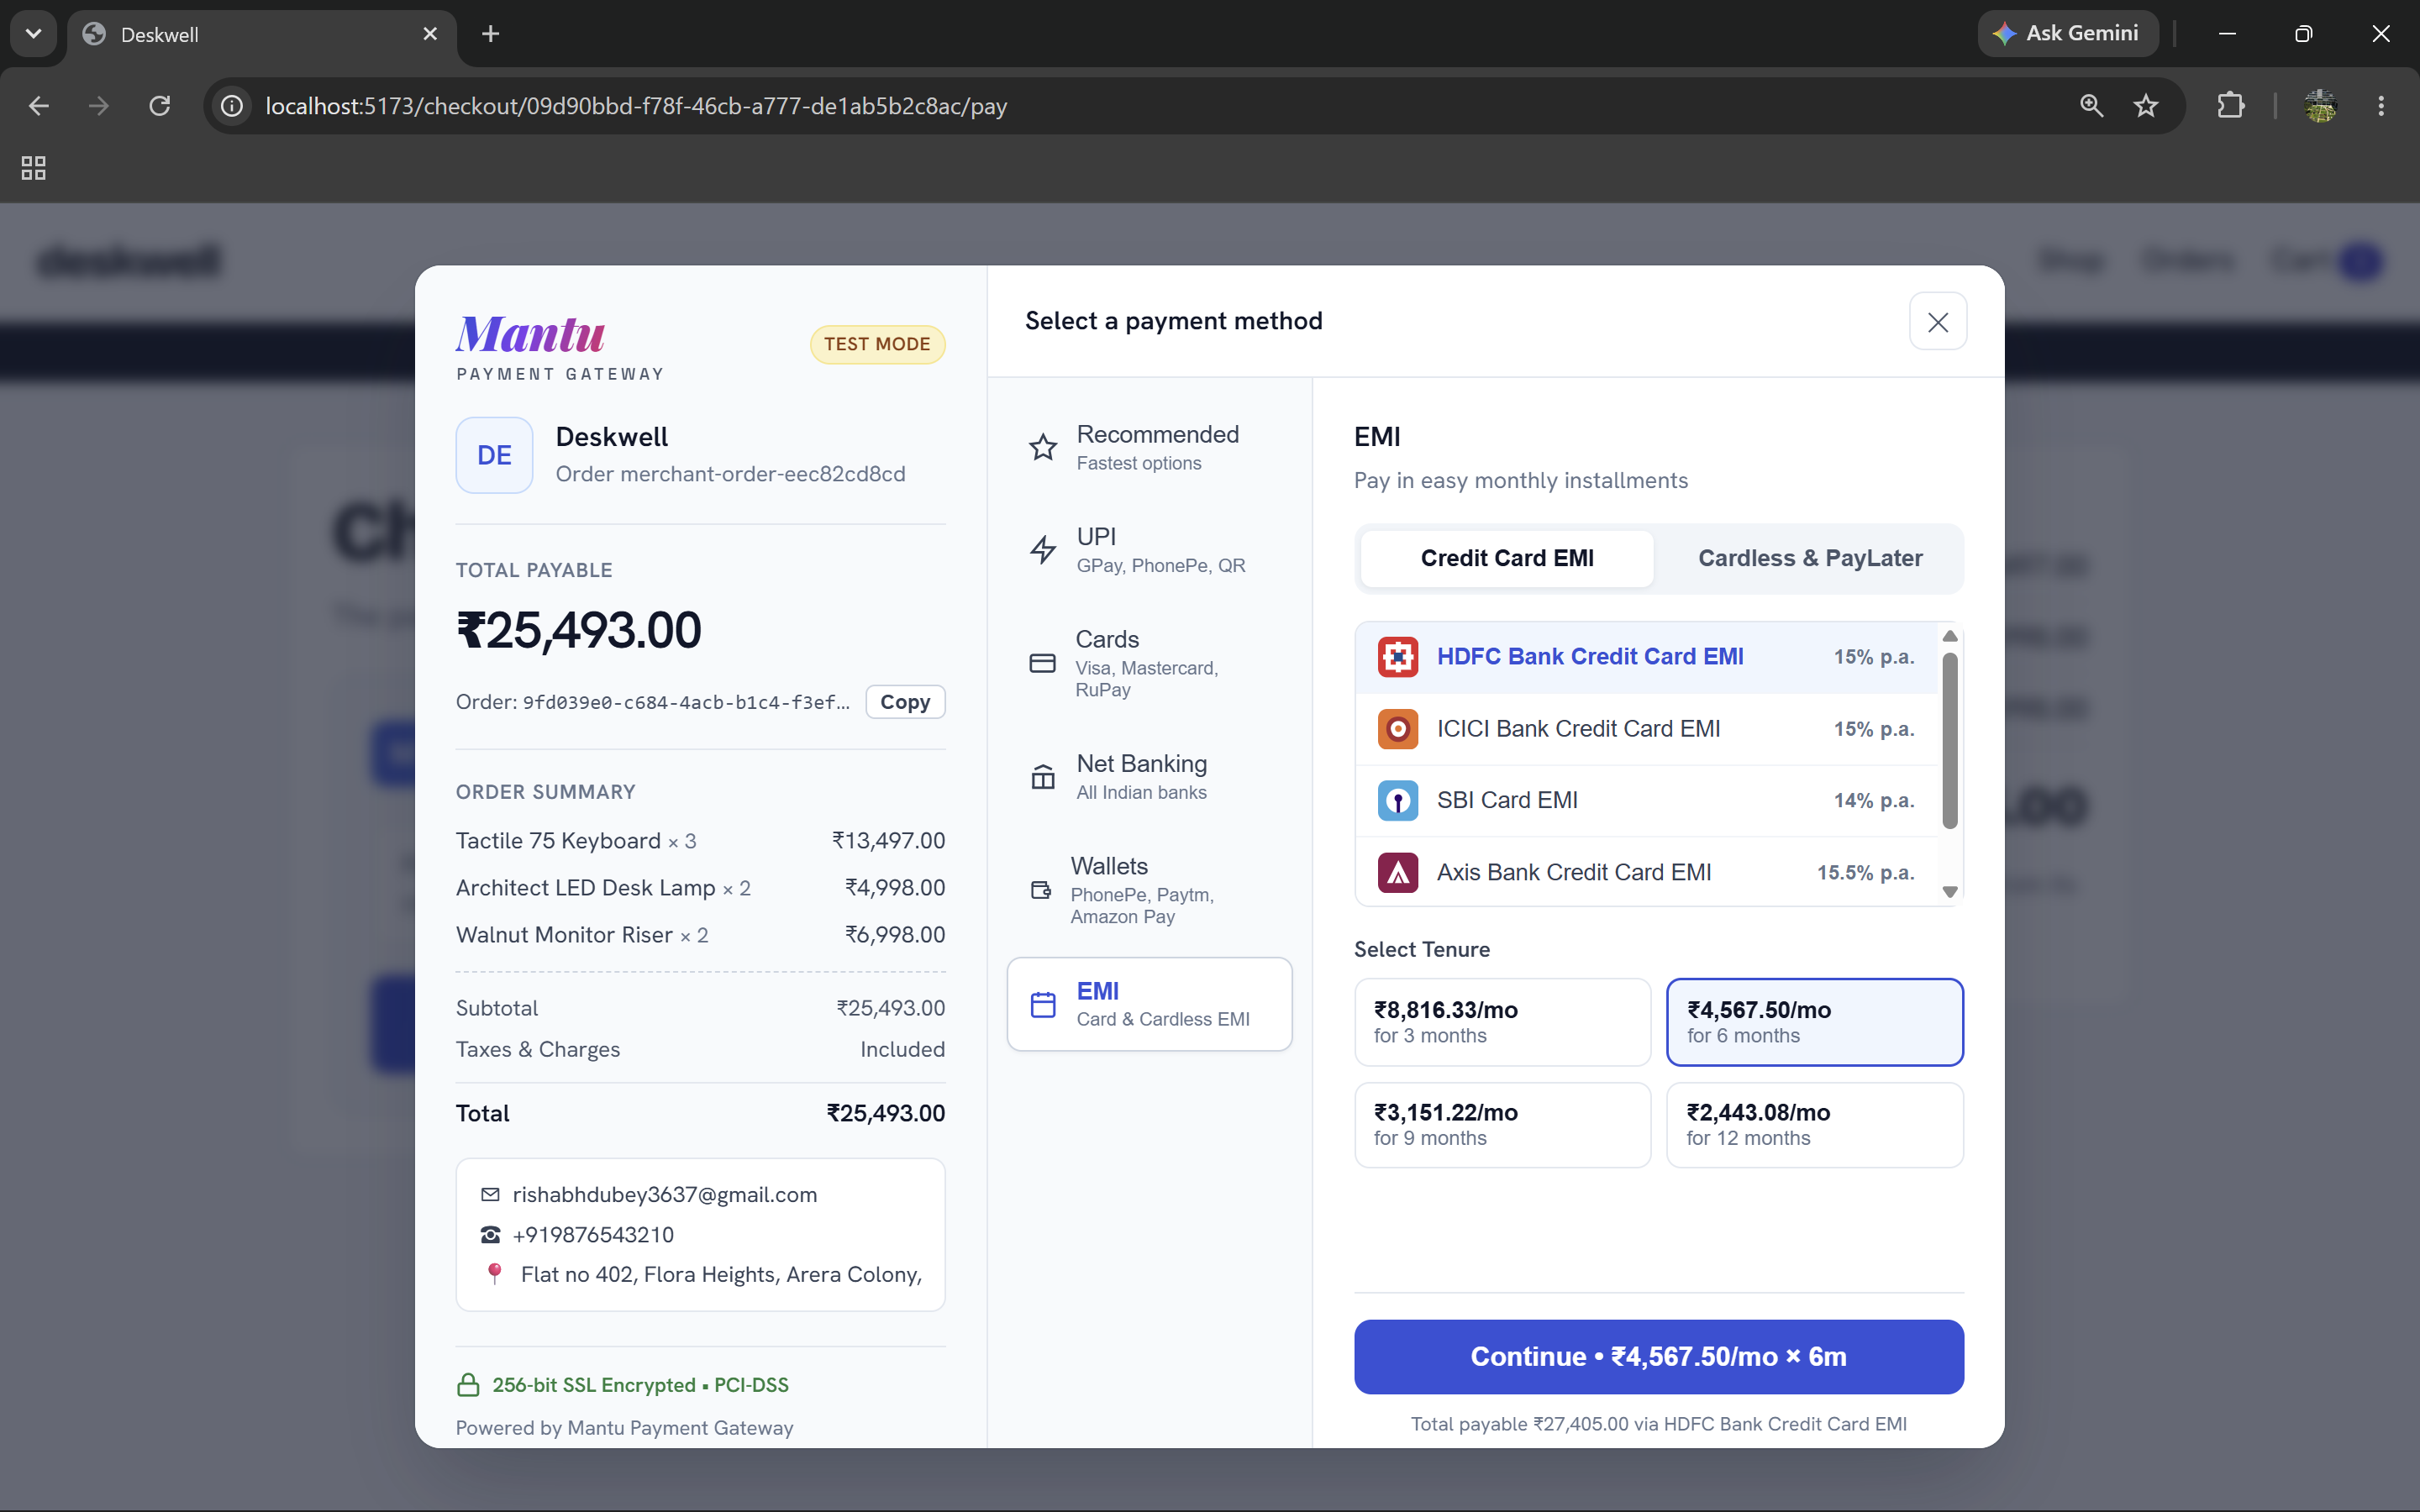 Deskwell
Ask Gemini
localhost:5173/checkout/09d90bbd-f78f-46cb-a777-de1ab5b2c8ac/pay
deskwell
Shop Orders Cart
Mantu
PAYMENT GATEWAY
TEST MODE
DE
Deskwell
Order merchant-order-eec82cd8cd
TOTAL PAYABLE
₹25,493.00
Order: 9fd039e0-c684-4acb-b1c4-f3ef... Copy
ORDER SUMMARY
Tactile 75 Keyboard × 3 ₹13,497.00
Architect LED Desk Lamp × 2 ₹4,998.00
Walnut Monitor Riser × 2 ₹6,998.00
Subtotal ₹25,493.00
Taxes & Charges Included
Total ₹25,493.00
rishabhdubey3637@gmail.com
+919876543210
Flat no 402, Flora Heights, Arera Colony,
256-bit SSL Encrypted • PCI-DSS
Powered by Mantu Payment Gateway
Select a payment method
Recommended
Fastest options
UPI
GPay, PhonePe, QR
Cards
Visa, Mastercard,
RuPay
Net Banking
All Indian banks
Wallets
PhonePe, Paytm,
Amazon Pay
EMI
Card & Cardless EMI
EMI
Pay in easy monthly installments
Credit Card EMI Cardless & PayLater
HDFC Bank Credit Card EMI 15% p.a.
ICICI Bank Credit Card EMI 15% p.a.
SBI Card EMI 14% p.a.
Axis Bank Credit Card EMI 15.5% p.a.
Select Tenure
₹8,816.33/mo
for 3 months
₹4,567.50/mo
for 6 months
₹3,151.22/mo
for 9 months
₹2,443.08/mo
for 12 months
Continue • ₹4,567.50/mo × 6m
Total payable ₹27,405.00 via HDFC Bank Credit Card EMI